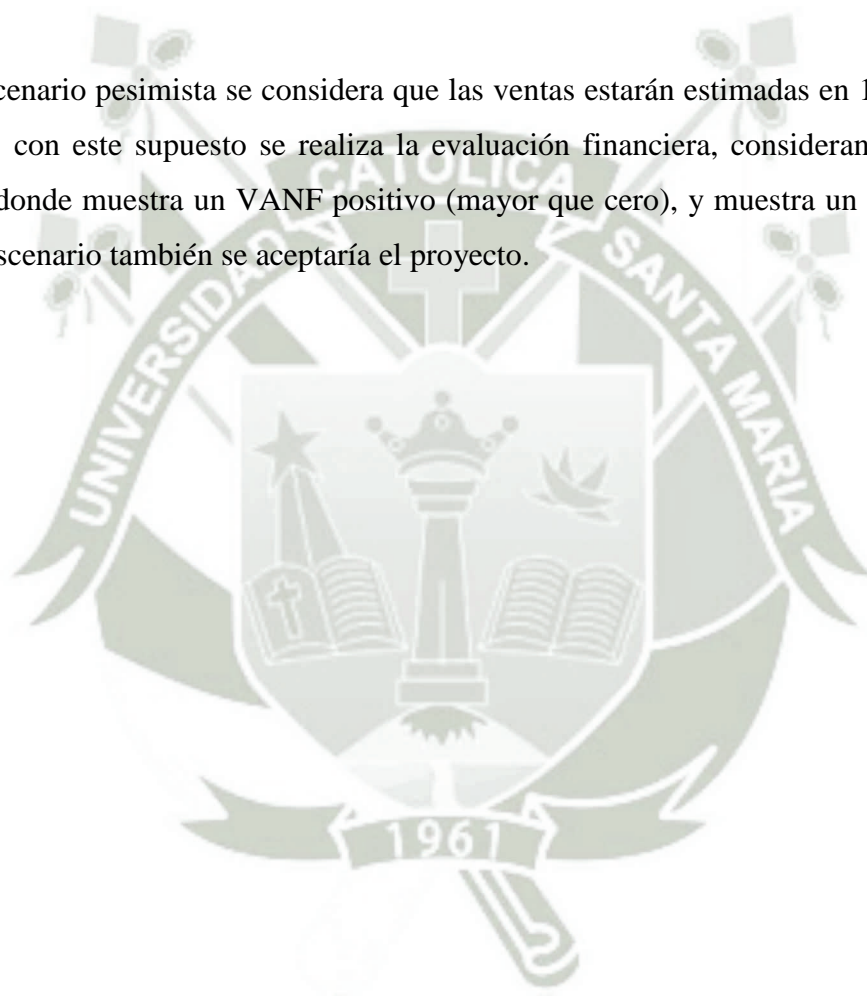 cenario pesimista se considera que las ventas estarán estimadas en 1
con este supuesto se realiza la evaluación financiera, consideran
donde muestra un VANF positivo (mayor que cero), y muestra un
scenario también se aceptaría el proyecto.
UNIVERSIDAD CATOLICA SANTA MARIA
1961